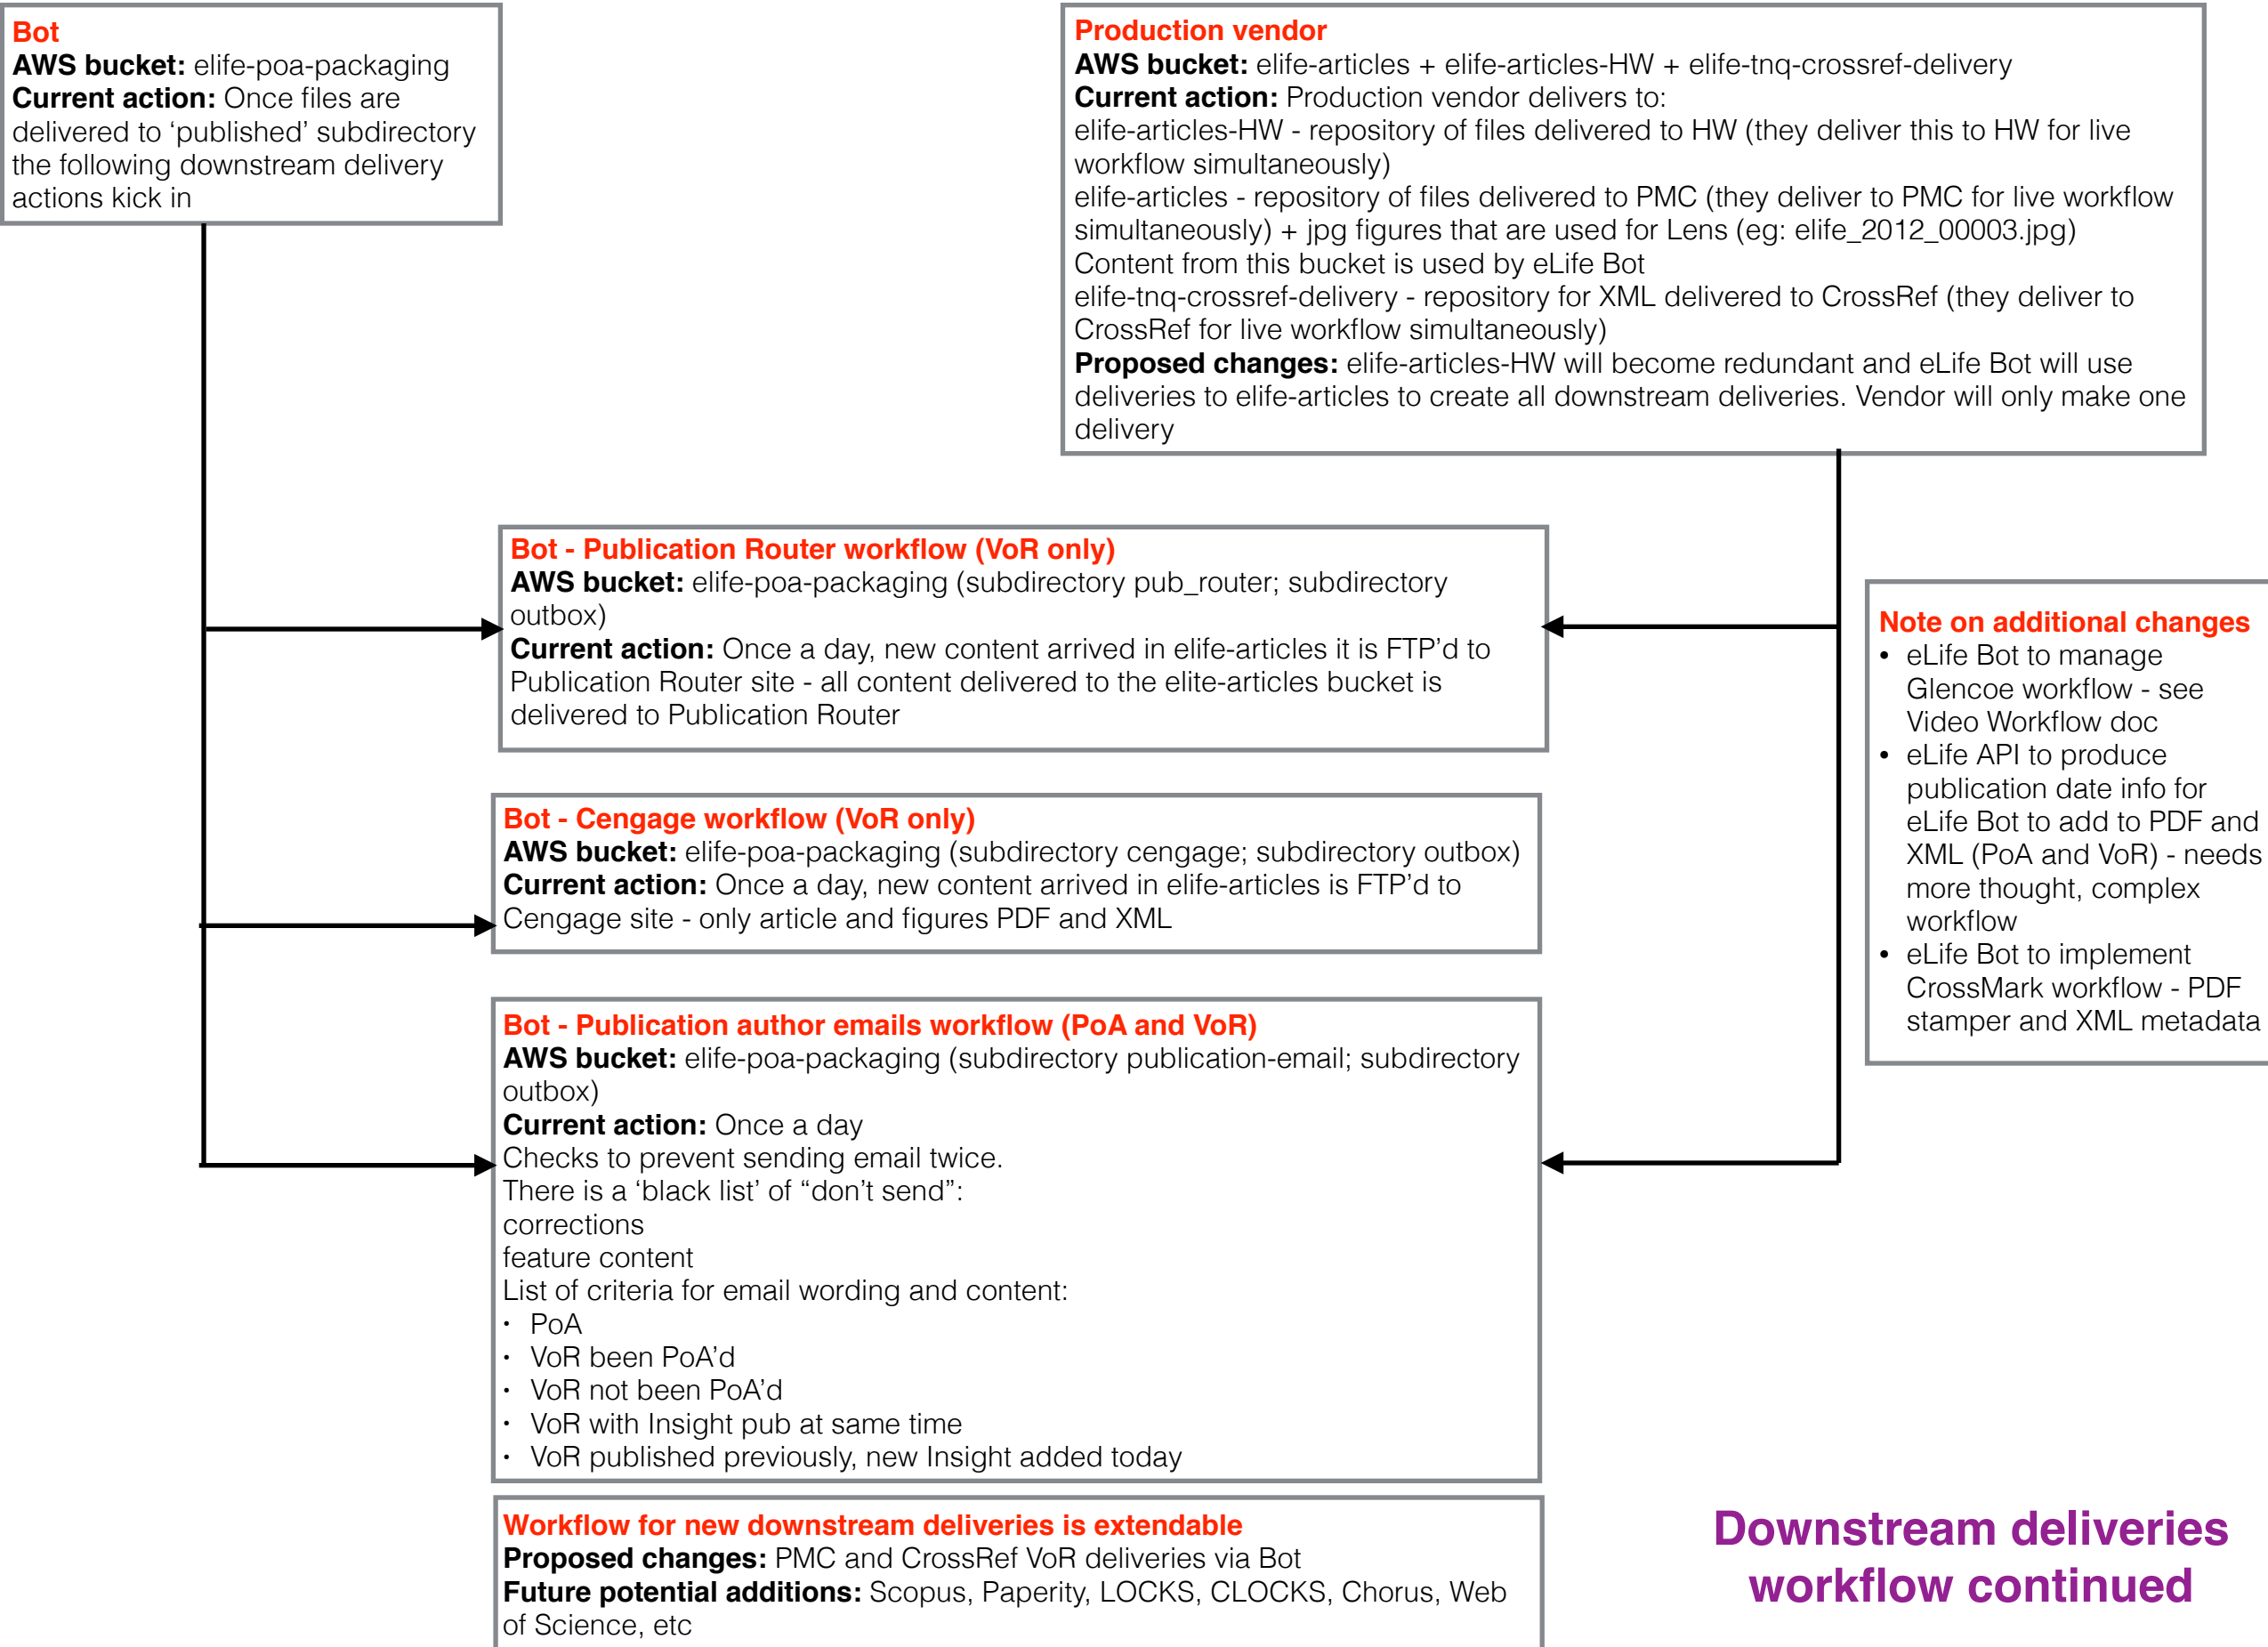 Bot
AWS bucket: elife-poa-packaging
Current action: Once files are
delivered to ‘published’ subdirectory
the following downstream delivery
actions kick in
Production vendor
AWS bucket: elife-articles + elife-articles-HW + elife-tnq-crossref-delivery
Current action: Production vendor delivers to:
elife-articles-HW - repository of files delivered to HW (they deliver this to HW for live
workflow simultaneously)
elife-articles - repository of files delivered to PMC (they deliver to PMC for live workflow
simultaneously) + jpg figures that are used for Lens (eg: elife_2012_00003.jpg)
Content from this bucket is used by eLife Bot
elife-tnq-crossref-delivery - repository for XML delivered to CrossRef (they deliver to
CrossRef for live workflow simultaneously)
Proposed changes: elife-articles-HW will become redundant and eLife Bot will use
deliveries to elife-articles to create all downstream deliveries. Vendor will only make one
delivery
Bot - Publication Router workflow (VoR only)
AWS bucket: elife-poa-packaging (subdirectory pub_router; subdirectory
outbox)
Current action: Once a day, new content arrived in elife-articles it is FTP’d to
Publication Router site - all content delivered to the elite-articles bucket is
delivered to Publication Router
Bot - Cengage workflow (VoR only)
AWS bucket: elife-poa-packaging (subdirectory cengage; subdirectory outbox)
Current action: Once a day, new content arrived in elife-articles is FTP’d to
Cengage site - only article and figures PDF and XML
Bot - Publication author emails workflow (PoA and VoR)
AWS bucket: elife-poa-packaging (subdirectory publication-email; subdirectory
outbox)
Current action: Once a day
Checks to prevent sending email twice.
There is a ‘black list’ of “don’t send”:
corrections
feature content
List of criteria for email wording and content:
• PoA
• VoR been PoA’d
• VoR not been PoA’d
• VoR with Insight pub at same time
• VoR published previously, new Insight added today
Workflow for new downstream deliveries is extendable
Proposed changes: PMC and CrossRef VoR deliveries via Bot
Future potential additions: Scopus, Paperity, LOCKS, CLOCKS, Chorus, Web
of Science, etc
Note on additional changes
• eLife Bot to manage
Glencoe workflow - see
Video Workflow doc
• eLife API to produce
publication date info for
eLife Bot to add to PDF and
XML (PoA and VoR) - needs
more thought, complex
workflow
• eLife Bot to implement
CrossMark workflow - PDF
stamper and XML metadata
Downstream deliveries
workflow continued